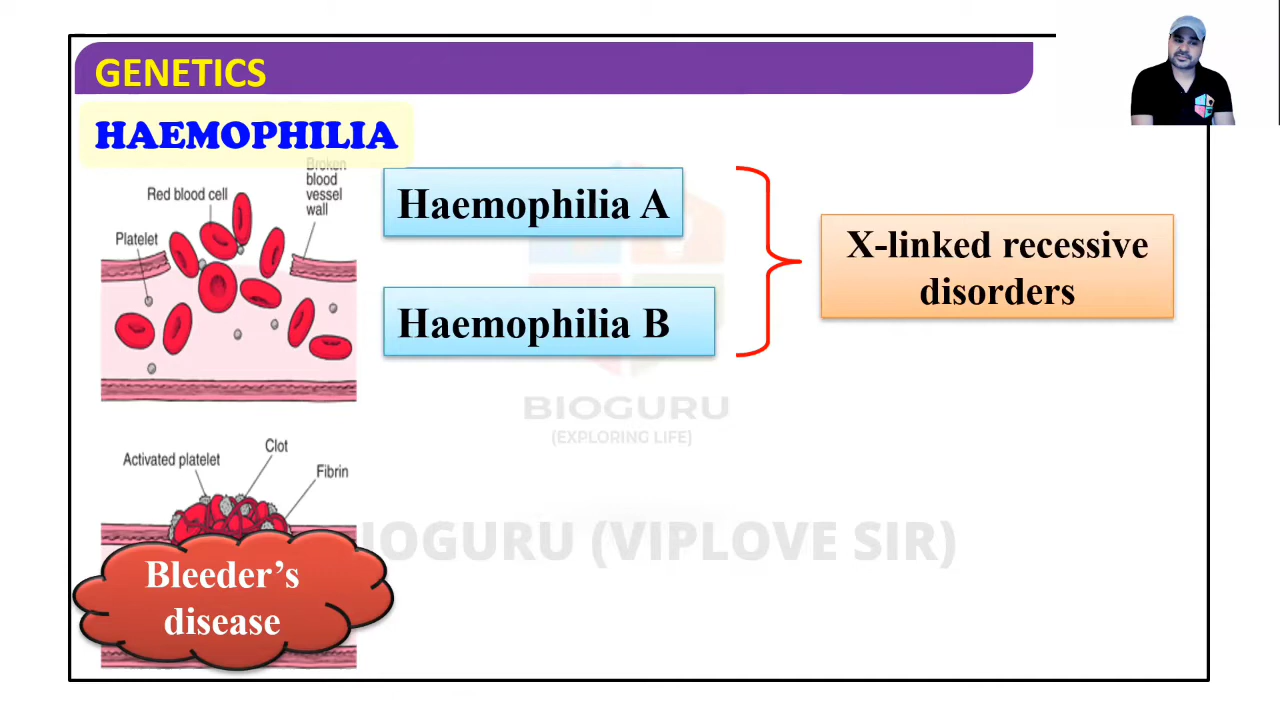 GENETICS
HAEMOPHILIA
Broken
blood
vessel
wall
Red blood cell
Platelet
Haemophilia A
Haemophilia B
X-linked recessive
disorders
BIOGURU
(EXPLORING LIFE)
Clot
Activated platelet
Fibrin
IOGURU (VIPLOVE SIR)
Bleeder’s
disease